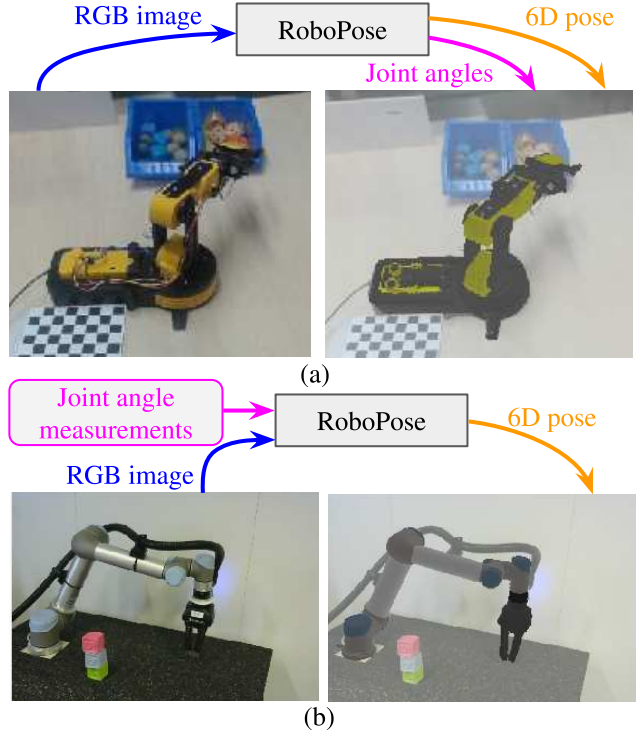 RGB image
RoboPose
6D pose
Joint angles
(a)
Joint angle
measurements
RoboPose
6D pose
RGB image
(b)